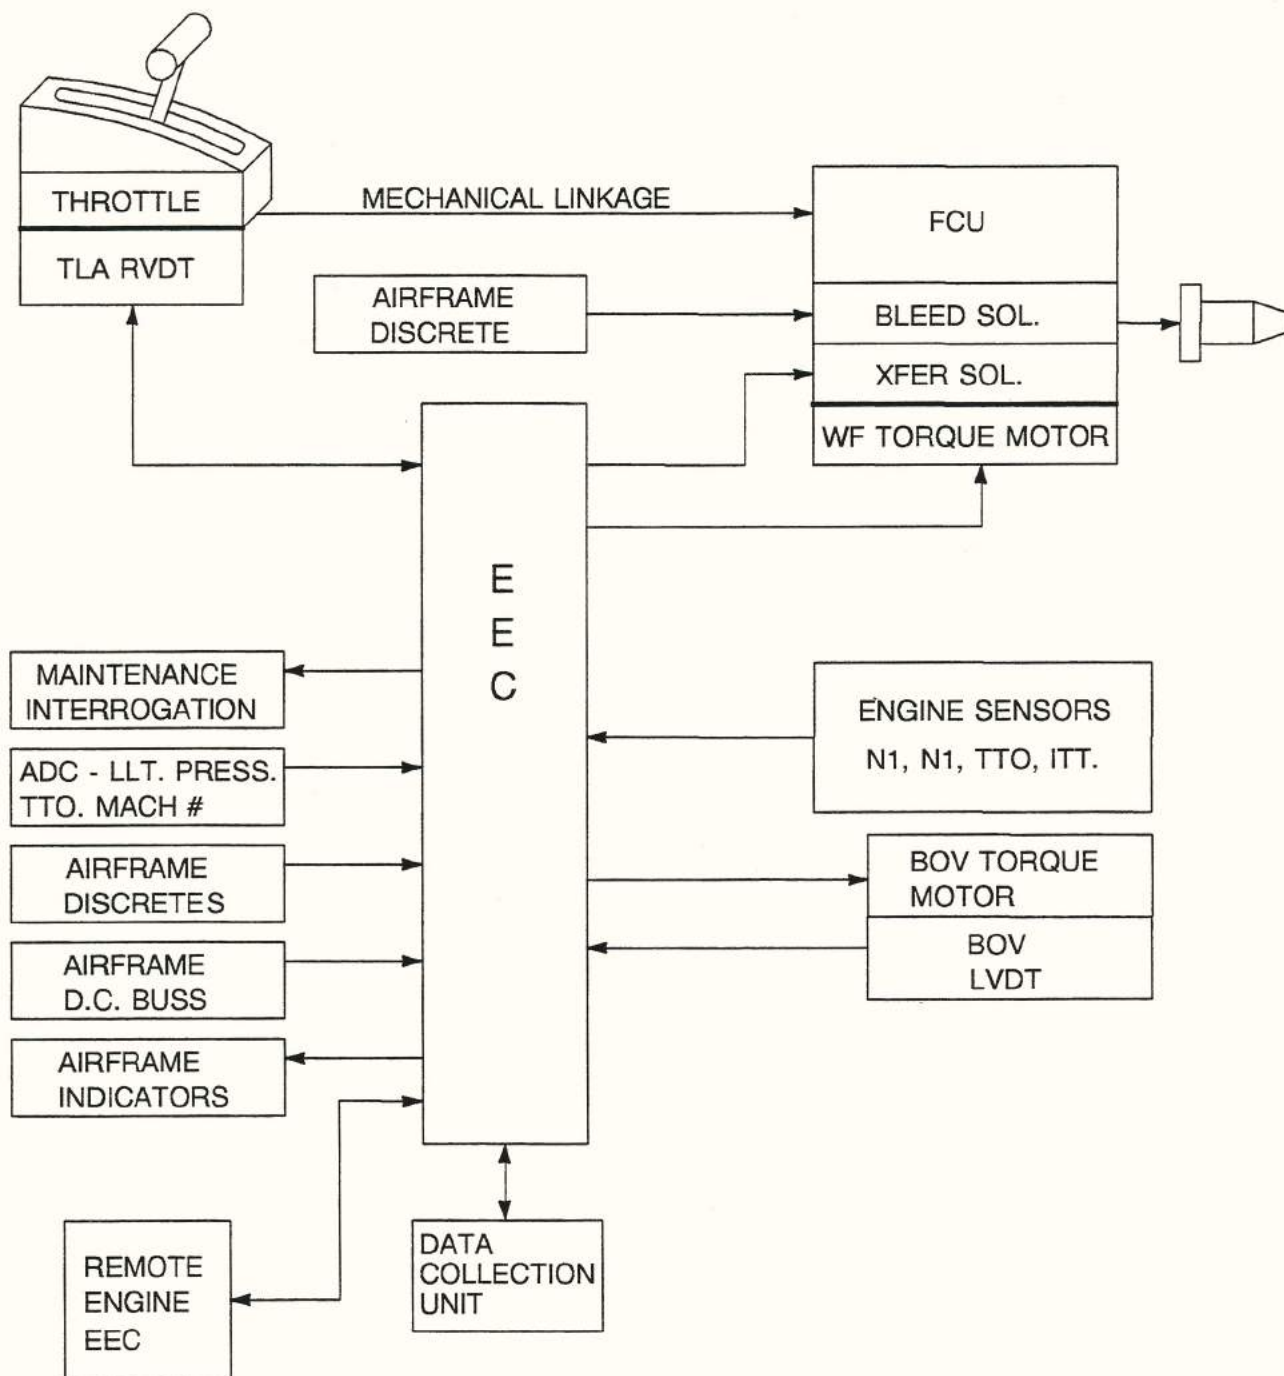 THROTTLE
TLA RVDT
MECHANICAL LINKAGE
FCU
AIRFRAME
DISCRETE
BLEED SOL.
XFER SOL.
WF TORQUE MOTOR
E
E
C
MAINTENANCE
INTERROGATION
ADC - LLT. PRESS.
TTO. MACH #
AIRFRAME
DISCRETES
AIRFRAME
D.C. BUSS
AIRFRAME
INDICATORS
ENGINE SENSORS
N1, N1, TTO, ITT.
BOV TORQUE
MOTOR
BOV
LVDT
REMOTE
ENGINE
EEC
DATA
COLLECTION
UNIT